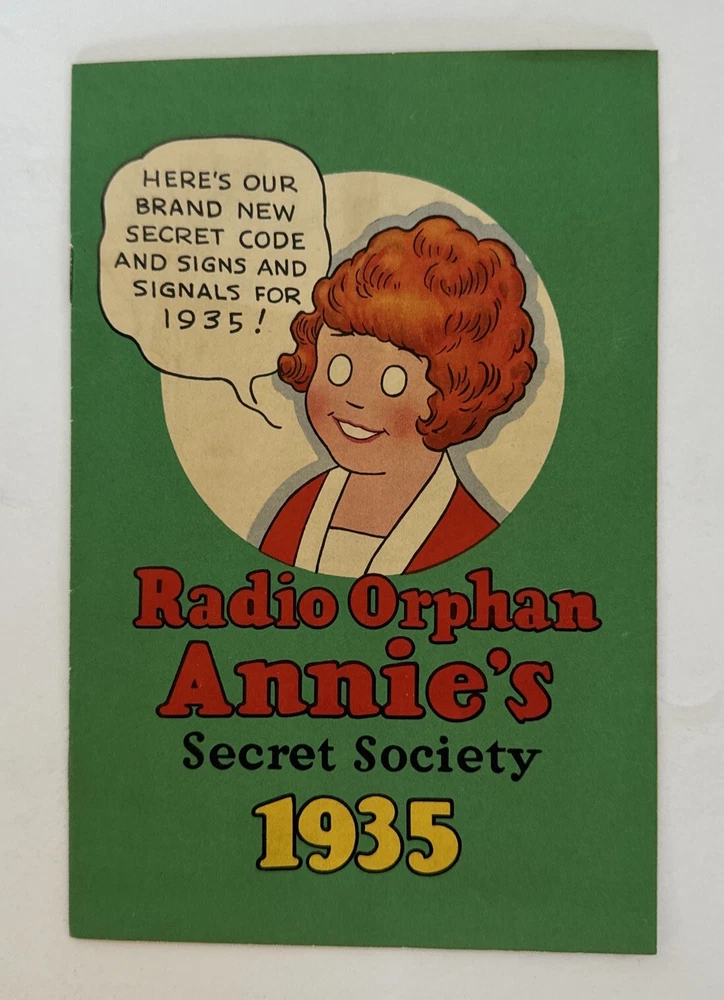 HERE'S OUR
BRAND NEW
SECRET CODE
AND SIGNS AND
SIGNALS FOR
1935!
Radio Orphan
Annie's
Secret Society
1935